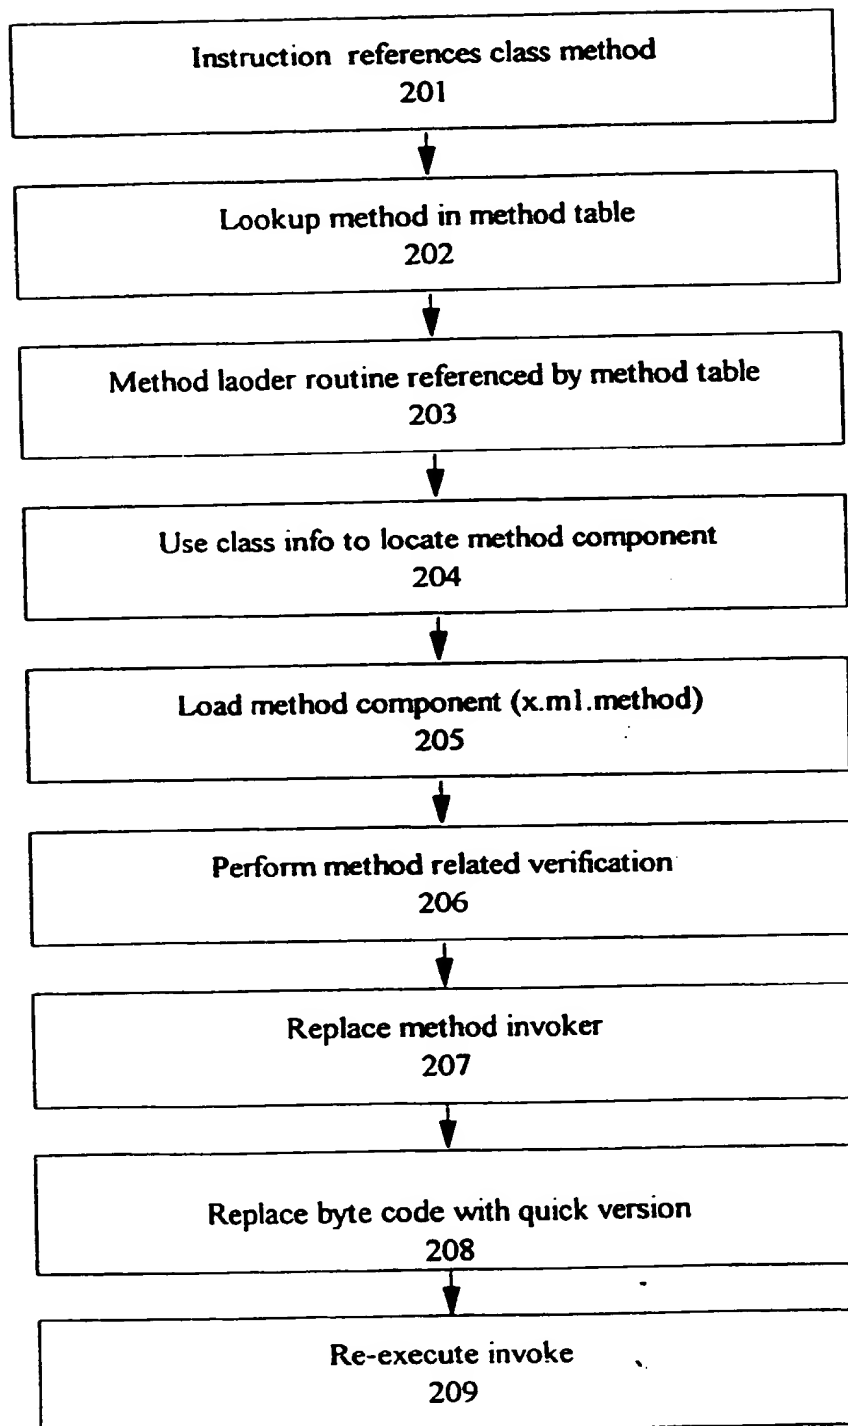 Instruction references class method
201
Lookup method in method table
202
Method laoder routine referenced by method table
203
Use class info to locate method component
204
Load method component (x.m1.method)
205
Perform method related verification
206
Replace method invoker
207
Replace byte code with quick version
208
Re-execute invoke
209